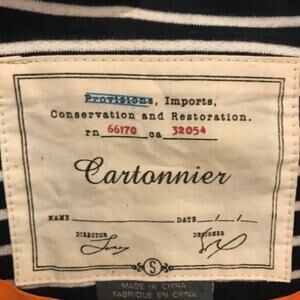 Provisions, Imports,
Conservation and Restoration.
rn 66170 ca 32054
Cartonnier
NAME DATE / /
DIRECTOR DESIGNER
S
MADE IN CHINA
FABRIQUÉ EN CHINE